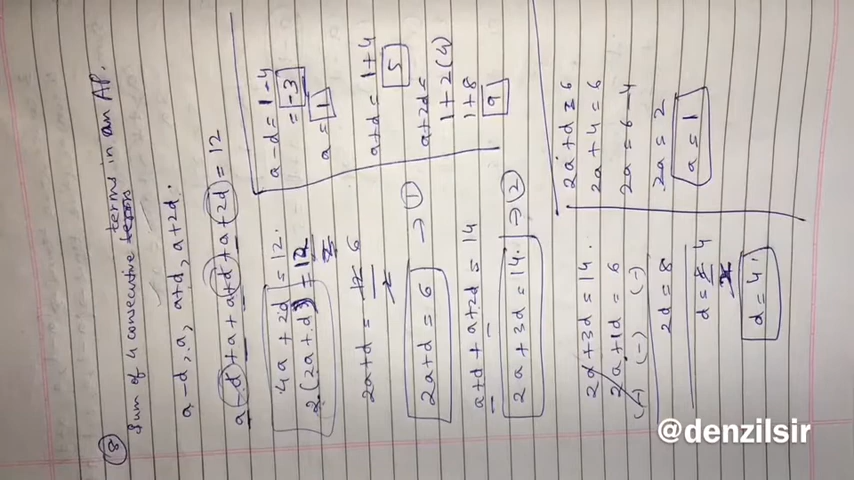 8
Sum of 4 consecutive terms in an AP.
a-d, a, a+d, a+2d.
a-d + a + a+d + a+2d = 12
4a + 2d = 12.
2(2a+d) = 12
2a+d = 12 6
2a+d = 6 → 1
a+d + a+2d = 14
2a + 3d = 14. → 2
2a + 3d = 14.
2a + 1d = 6
(-) (-) (-)
2d = 8
d = 4
d = 4.
a-d = 1-4
= -3
a = 1
a+d = 1+4
5
a+2d =
1+2(4)
1+8
9
2a+d = 6
2a+4 = 6
2a = 6-4
2a = 2
a = 1
@denzilsir